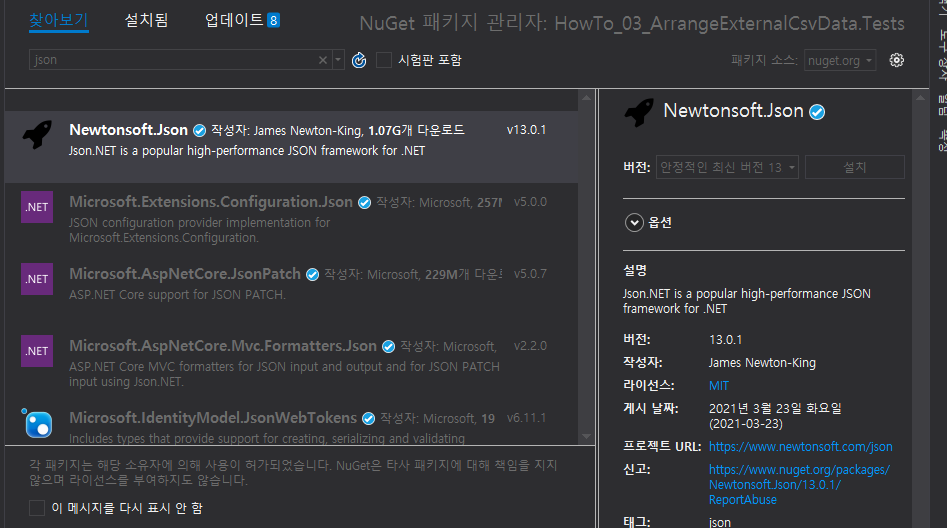 찾아보기 설치됨 업데이트 8
NuGet 패키지 관리자: HowTo_03_ArrangeExternalCsvData.Tests
json
시험판 포함
패키지 소스: nuget.org
Newtonsoft.Json 작성자: James Newton-King, 1.07G개 다운로드 v13.0.1
Json.NET is a popular high-performance JSON framework for .NET
.NET
Microsoft.Extensions.Configuration.Json 작성자: Microsoft, 257M v5.0.0
JSON configuration provider implementation for
Microsoft.Extensions.Configuration.
.NET
Microsoft.AspNetCore.JsonPatch 작성자: Microsoft, 229M개 다운로 v5.0.7
ASP.NET Core support for JSON PATCH.
.NET
Microsoft.AspNetCore.Mvc.Formatters.Json 작성자: Microsoft, v2.2.0
ASP.NET Core MVC formatters for JSON input and output and for JSON PATCH
input using Json.NET.
Microsoft.IdentityModel.JsonWebTokens 작성자: Microsoft, 19 v6.11.1
Includes types that provide support for creating, serializing and validating
각 패키지는 해당 소유자에 의해 사용이 허가되었습니다. NuGet은 타사 패키지에 대해 책임을 지지
않으며 라이선스를 부여하지도 않습니다.
이 메시지를 다시 표시 안 함
Newtonsoft.Json
버전: 안정적인 최신 버전 13 설치
옵션
설명
Json.NET is a popular high-performance JSON
framework for .NET
버전: 13.0.1
작성자: James Newton-King
라이선스: MIT
게시 날짜: 2021년 3월 23일 화요일
(2021-03-23)
프로젝트 URL: https://www.newtonsoft.com/json
신고: https://www.nuget.org/packages/
Newtonsoft.Json/13.0.1/
ReportAbuse
태그: json